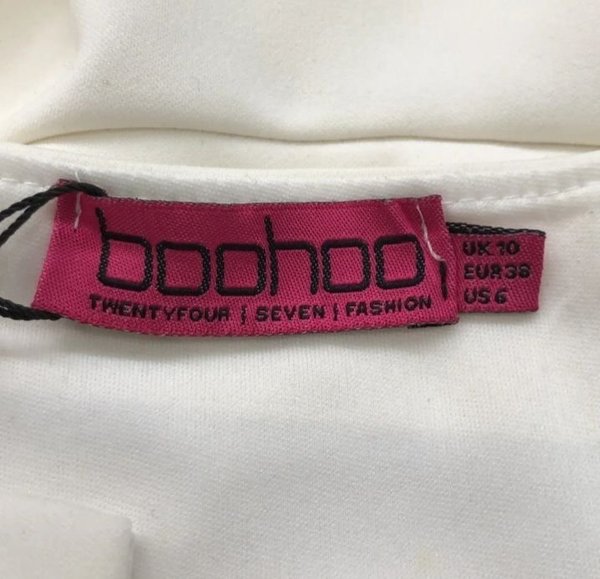 boohoo
TWENTYFOUR | SEVEN | FASHION
UK 10
EUR 38
US 6